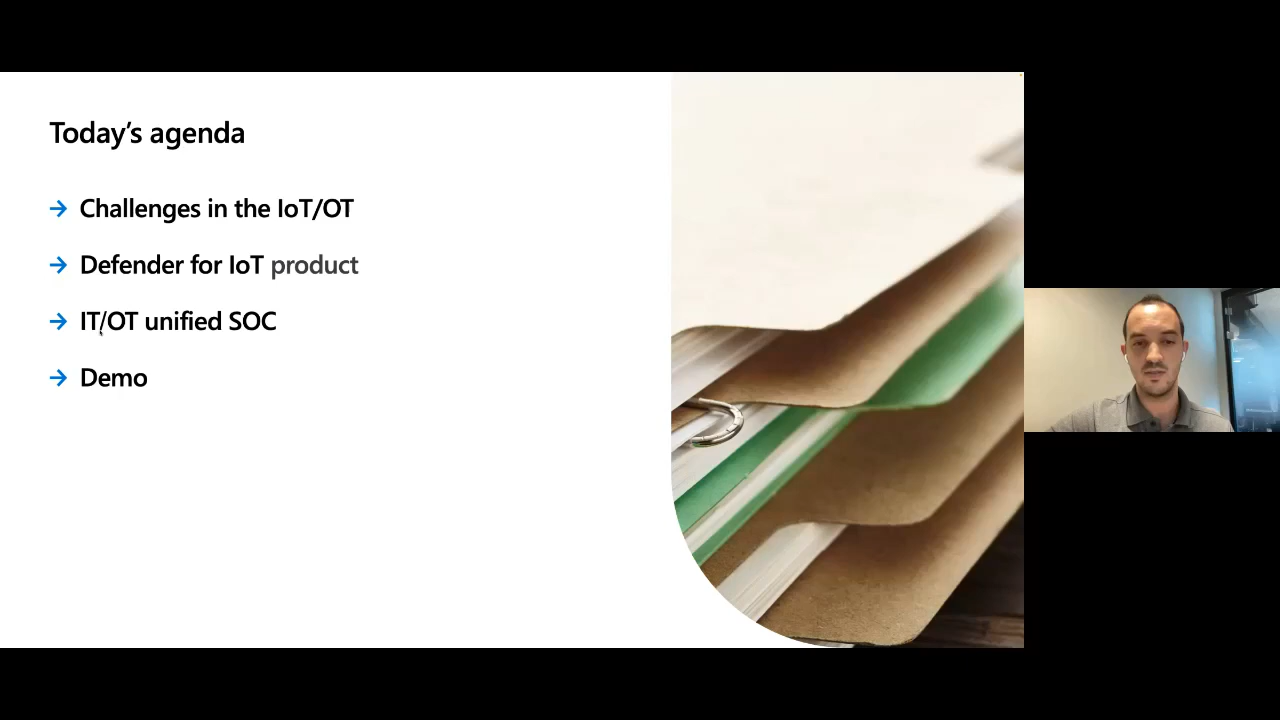 Today's agenda
→ Challenges in the IoT/OT
→ Defender for IoT product
→ IT/OT unified SOC
→ Demo